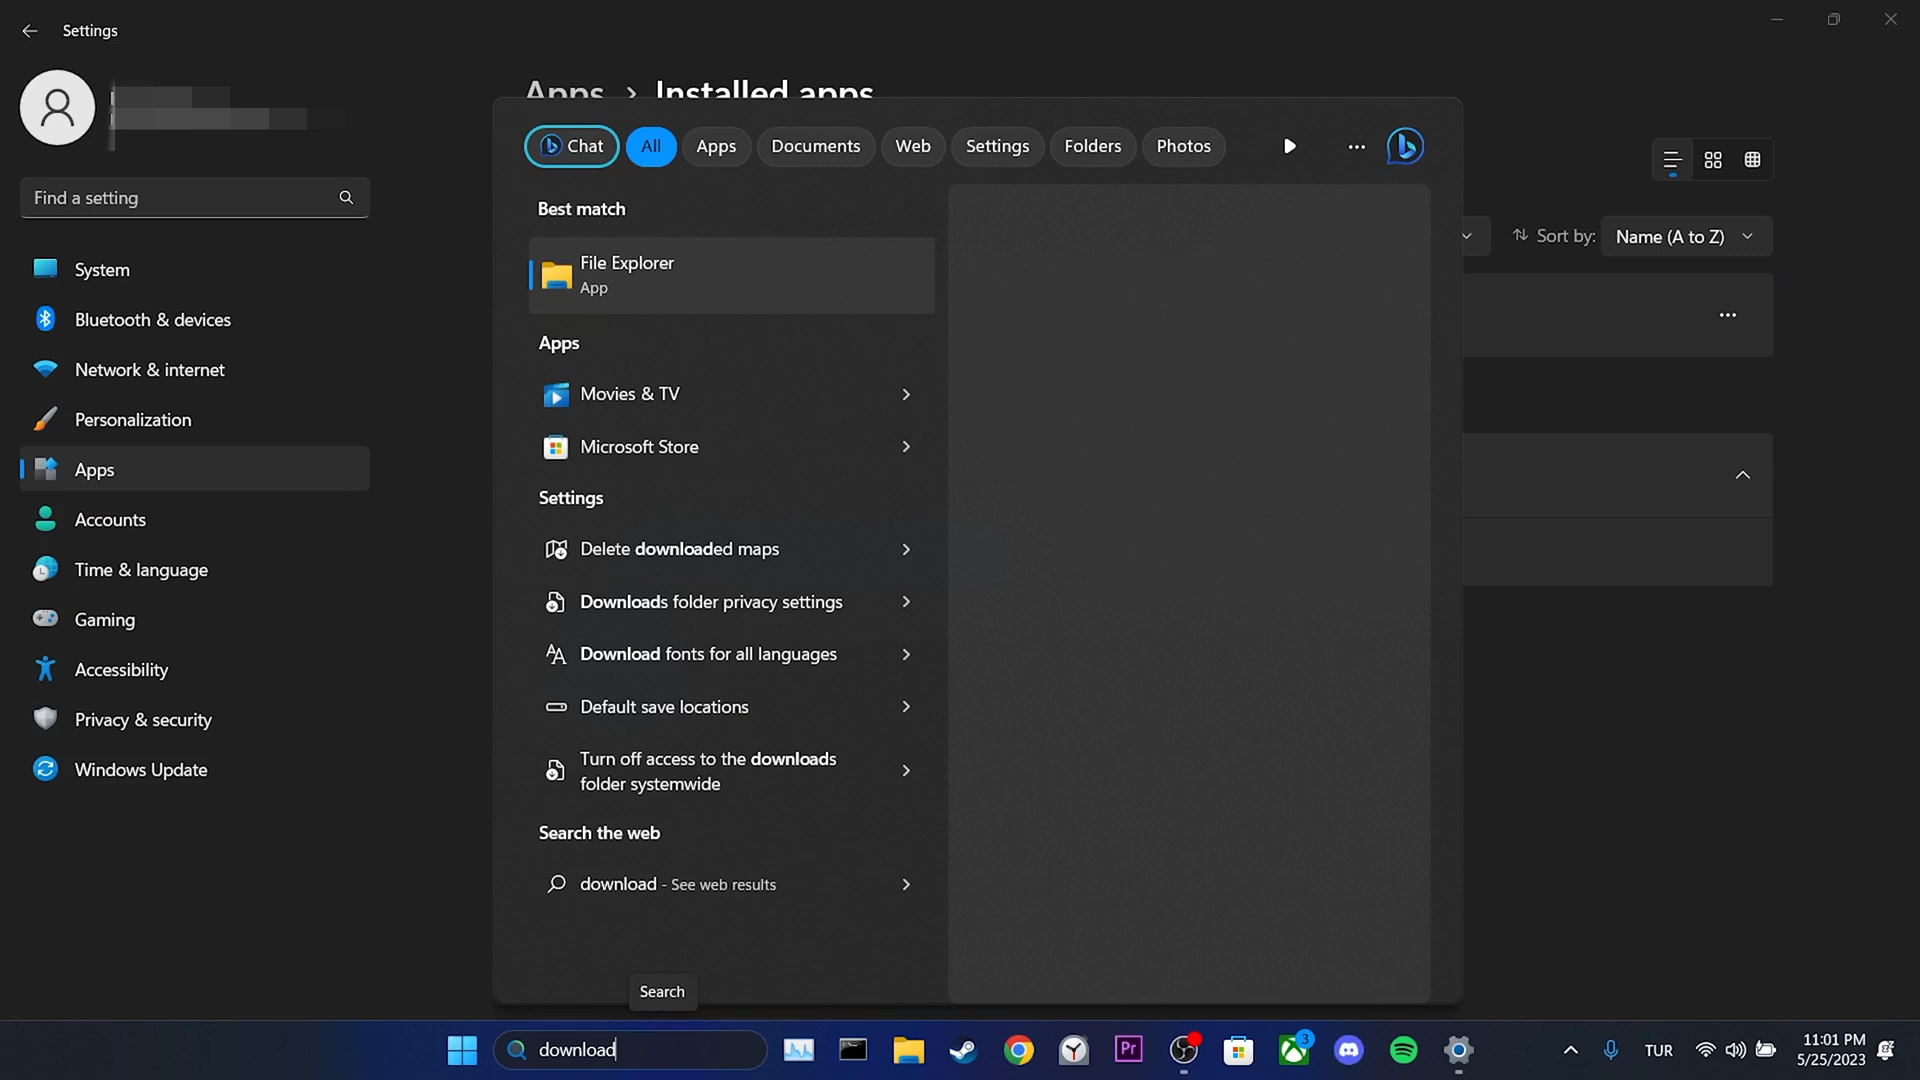 Settings
Find a setting
System
Bluetooth & devices
Network & internet
Personalization
Apps
Accounts
Time & language
Gaming
Accessibility
Privacy & security
Windows Update
Apps › Installed apps
Sort by: Name (A to Z)
Chat All Apps Documents Web Settings Folders Photos
Best match
File Explorer
App
Apps
Movies & TV
Microsoft Store
Settings
Delete downloaded maps
Downloads folder privacy settings
Download fonts for all languages
Default save locations
Turn off access to the downloads
folder systemwide
Search the web
download - See web results
Search
download
Pr
3
TUR
11:01 PM
5/25/2023